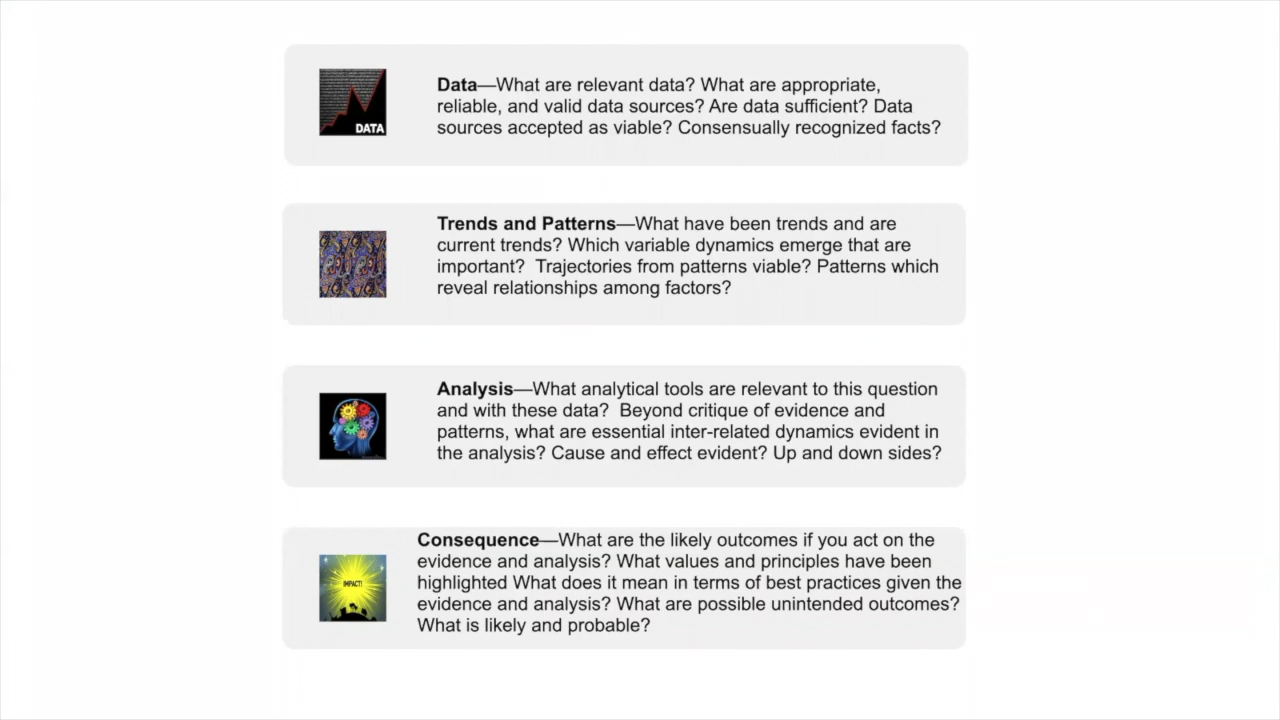 DATA
Data—What are relevant data? What are appropriate,
reliable, and valid data sources? Are data sufficient? Data
sources accepted as viable? Consensually recognized facts?
Trends and Patterns—What have been trends and are
current trends? Which variable dynamics emerge that are
important?  Trajectories from patterns viable? Patterns which
reveal relationships among factors?
Analysis—What analytical tools are relevant to this question
and with these data?  Beyond critique of evidence and
patterns, what are essential inter-related dynamics evident in
the analysis? Cause and effect evident? Up and down sides?
IMPACT!
Consequence—What are the likely outcomes if you act on the
evidence and analysis? What values and principles have been
highlighted What does it mean in terms of best practices given the
evidence and analysis? What are possible unintended outcomes?
What is likely and probable?